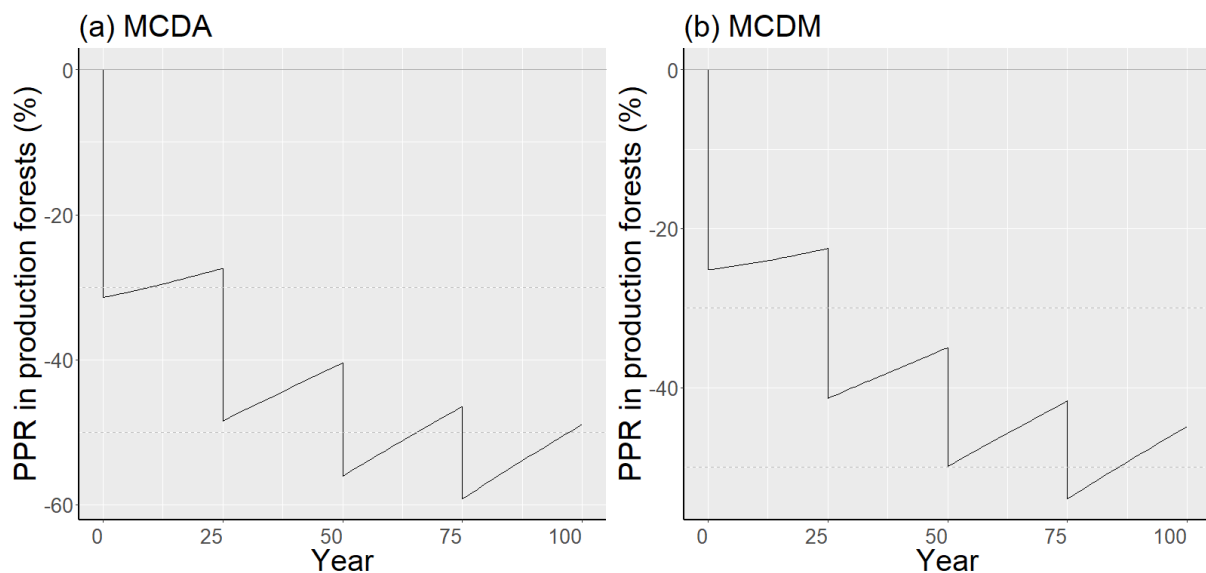 (a) MCDA
PPR in production forests (%)
0
-20
-40
-60
0 25 50 75 100
Year
(b) MCDM
PPR in production forests (%)
0
-20
-40
0 25 50 75 100
Year